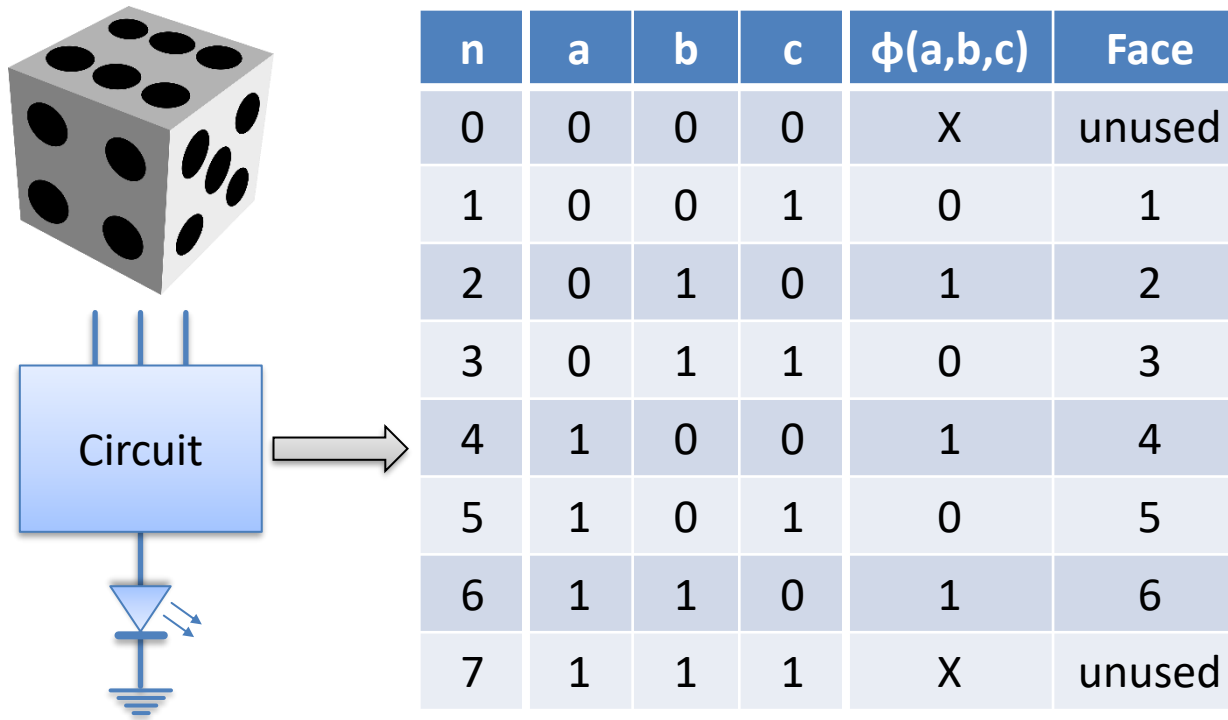 Circuit
n a b c ϕ(a,b,c) Face
0 0 0 0 X unused
1 0 0 1 0 1
2 0 1 0 1 2
3 0 1 1 0 3
4 1 0 0 1 4
5 1 0 1 0 5
6 1 1 0 1 6
7 1 1 1 X unused